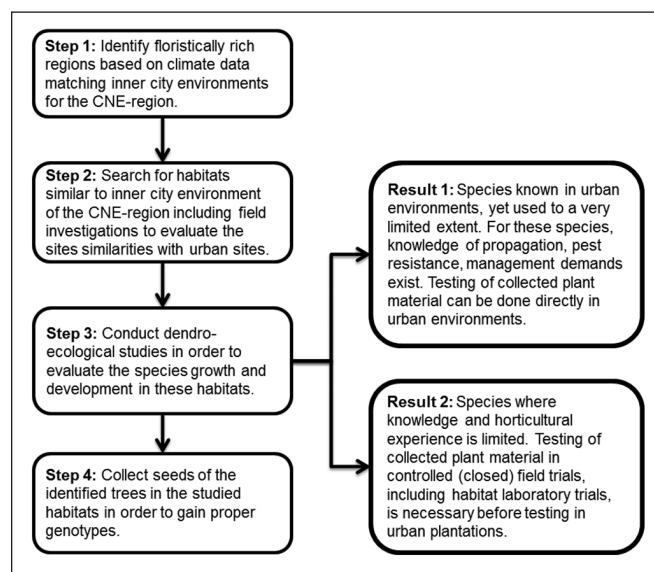 Step 1: Identify floristically rich
regions based on climate data
matching inner city environments
for the CNE-region.
Step 2: Search for habitats
similar to inner city environment
of the CNE-region including field
investigations to evaluate the
sites similarities with urban sites.
Step 3: Conduct dendro-
ecological studies in order to
evaluate the species growth and
development in these habitats.
Step 4: Collect seeds of the
identified trees in the studied
habitats in order to gain proper
genotypes.
Result 1: Species known in urban
environments, yet used to a very
limited extent. For these species,
knowledge of propagation, pest
resistance, management demands
exist. Testing of collected plant
material can be done directly in
urban environments.
Result 2: Species where
knowledge and horticultural
experience is limited. Testing of
collected plant material in
controlled (closed) field trials,
including habitat laboratory trials,
is necessary before testing in
urban plantations.